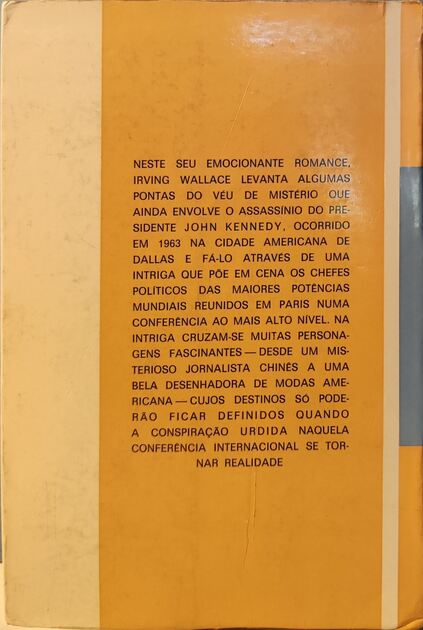 NESTE SEU EMOCIONANTE ROMANCE,
IRVING WALLACE LEVANTA ALGUMAS
PONTAS DO VÉU DE MISTÉRIO QUE
AINDA ENVOLVE O ASSASSÍNIO DO PRE-
SIDENTE JOHN KENNEDY, OCORRIDO
EM 1963 NA CIDADE AMERICANA DE
DALLAS E FÁ-LO ATRAVÉS DE UMA
INTRIGA QUE PÕE EM CENA OS CHEFES
POLÍTICOS DAS MAIORES POTÊNCIAS
MUNDIAIS REUNIDOS EM PARIS NUMA
CONFERÊNCIA AO MAIS ALTO NÍVEL. NA
INTRIGA CRUZAM-SE MUITAS PERSONA-
GENS FASCINANTES — DESDE UM MIS-
TERIOSO JORNALISTA CHINÊS A UMA
BELA DESENHADORA DE MODAS AME-
RICANA — CUJOS DESTINOS SÓ PODE-
RÃO FICAR DEFINIDOS QUANDO
A CONSPIRAÇÃO URDIDA NAQUELA
CONFERÊNCIA INTERNACIONAL SE TOR-
NAR REALIDADE